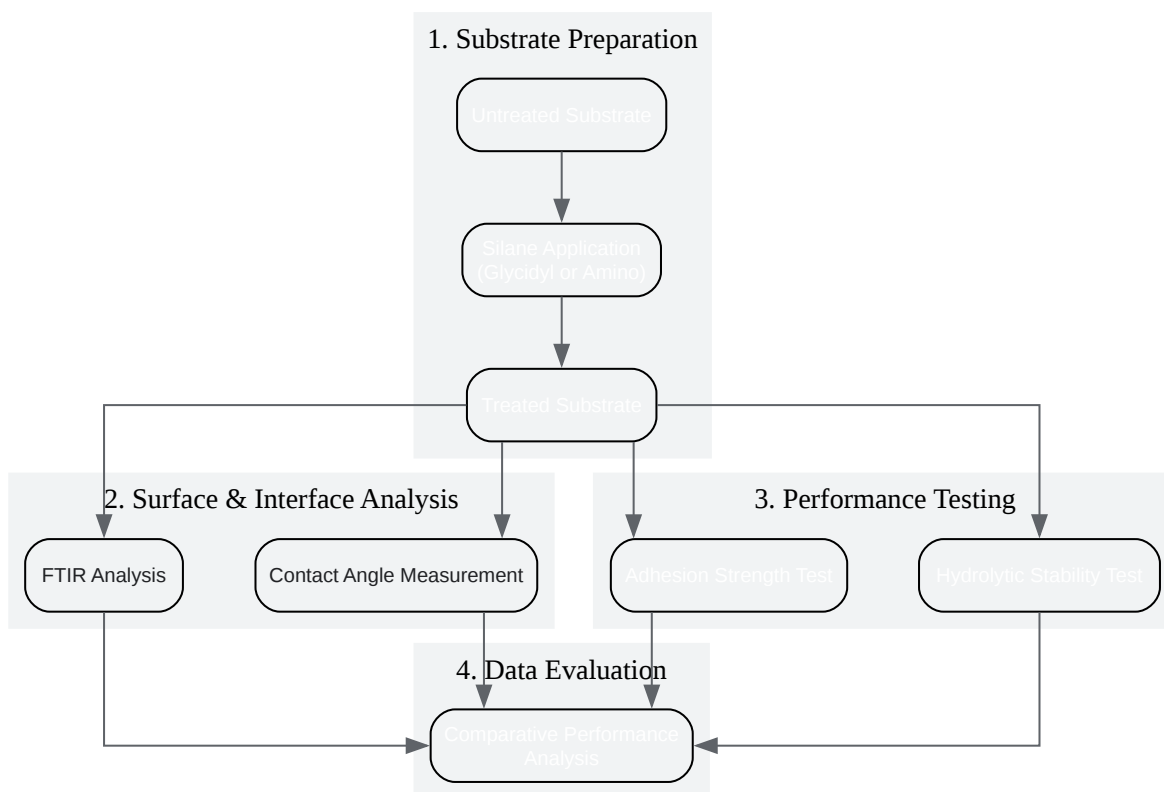 1. Substrate Preparation
Untreated Substrate
Silane Application
(Glycidyl or Amino)
Treated Substrate
2. Surface & Interface Analysis
FTIR Analysis
Contact Angle Measurement
3. Performance Testing
Adhesion Strength Test
Hydrolytic Stability Test
4. Data Evaluation
Comparative Performance
Analysis